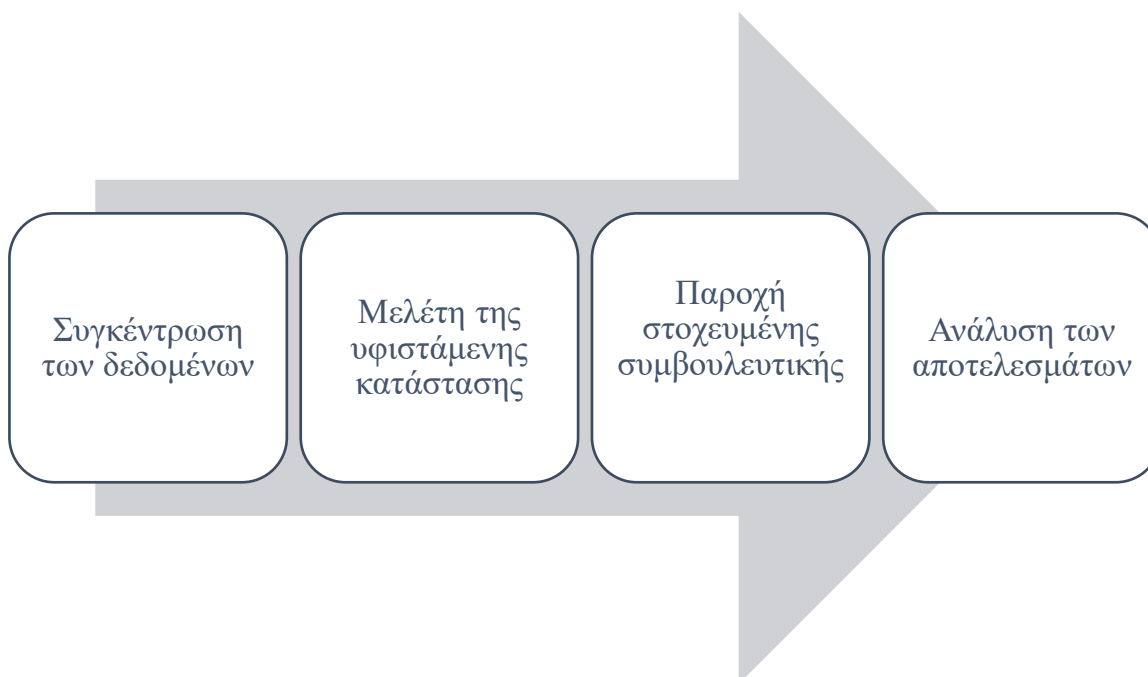 Συγκέντρωση
των δεδομένων
Μελέτη της
υφιστάμενης
κατάστασης
Παροχή
στοχευμένης
συμβουλευτικής
Ανάλυση των
αποτελεσμάτων